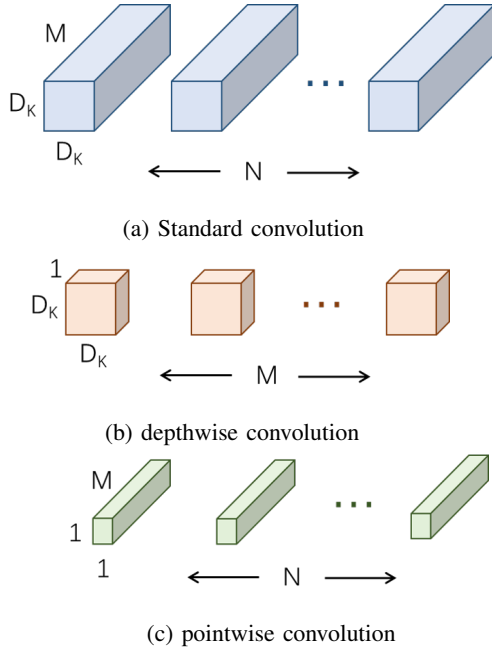 M
D_K
D_K
N
(a) Standard convolution
1
D_K
D_K
M
(b) depthwise convolution
M
1
1
N
(c) pointwise convolution